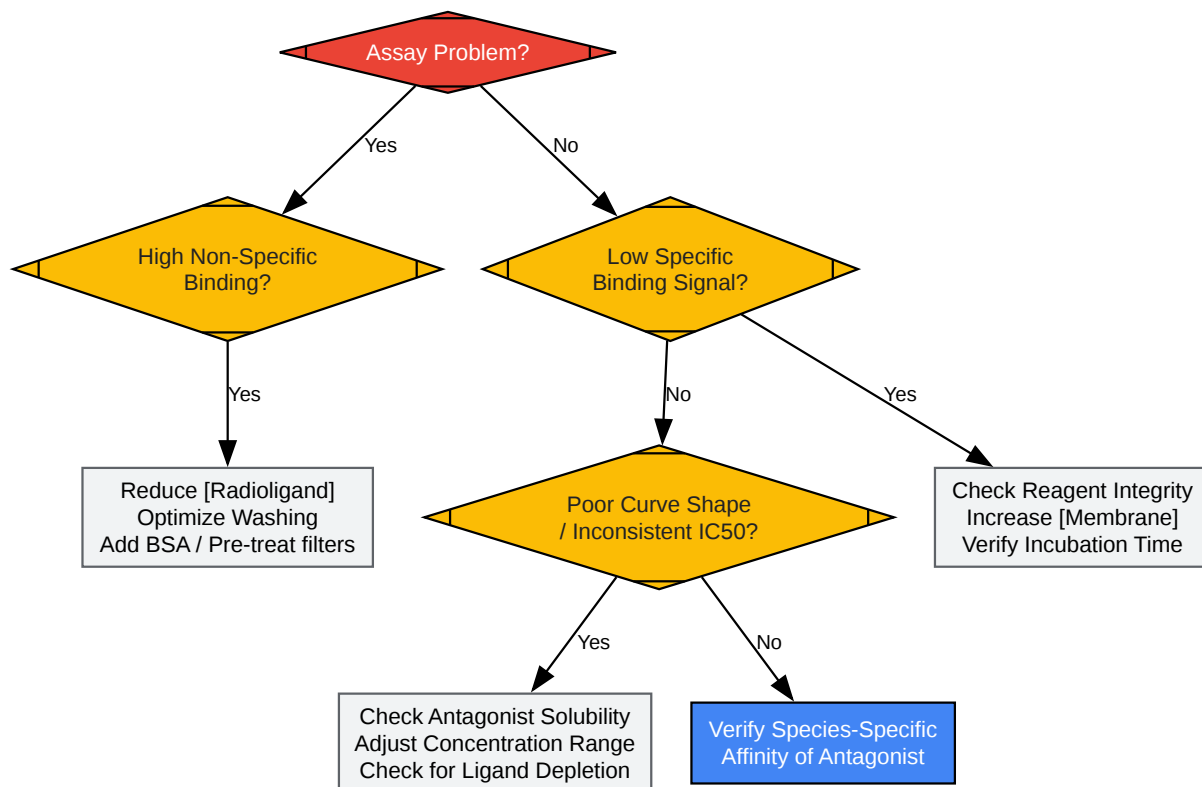 Assay Problem?
Yes
No
High Non-Specific
Binding?
Low Specific
Binding Signal?
Yes
No
Yes
Reduce [Radioligand]
Optimize Washing
Add BSA / Pre-treat filters
Poor Curve Shape
/ Inconsistent IC50?
Check Reagent Integrity
Increase [Membrane]
Verify Incubation Time
Yes
No
Check Antagonist Solubility
Adjust Concentration Range
Check for Ligand Depletion
Verify Species-Specific
Affinity of Antagonist